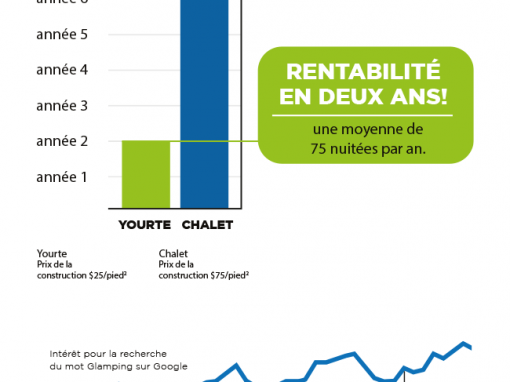 année 6
année 5
année 4
année 3
année 2
année 1
RENTABILITÉ
EN DEUX ANS!
une moyenne de
75 nuitées par an.
YOURTE CHALET
Yourte
Prix de la
construction $25/pied²
Chalet
Prix de la
construction $75/pied²
Intérêt pour la recherche
du mot Glamping sur Google